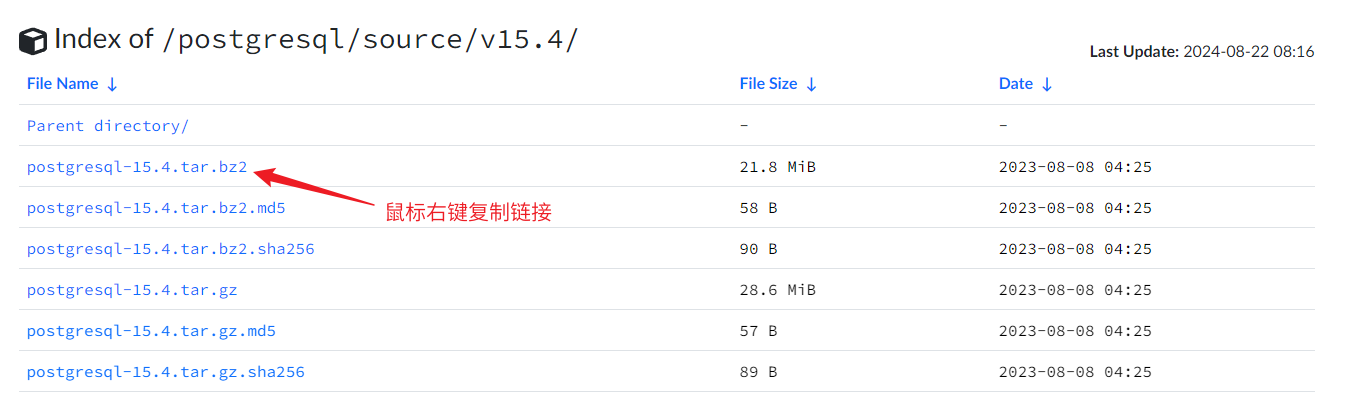 Index of /postgresql/source/v15.4/
Last Update: 2024-08-22 08:16
File Name ↓ File Size ↓ Date ↓
Parent directory/ - -
postgresql-15.4.tar.bz2 21.8 MiB 2023-08-08 04:25
postgresql-15.4.tar.bz2.md5 58 B 2023-08-08 04:25
鼠标右键复制链接
postgresql-15.4.tar.bz2.sha256 90 B 2023-08-08 04:25
postgresql-15.4.tar.gz 28.6 MiB 2023-08-08 04:25
postgresql-15.4.tar.gz.md5 57 B 2023-08-08 04:25
postgresql-15.4.tar.gz.sha256 89 B 2023-08-08 04:25